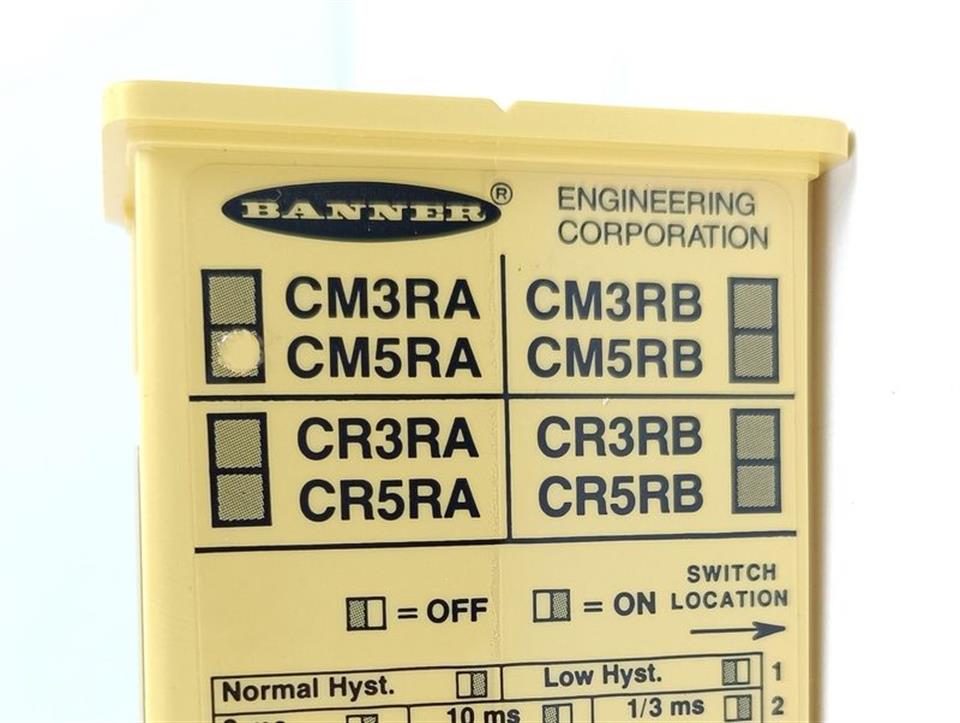 BANNER® ENGINEERING
CORPORATION
CM3RA CM3RB
CM5RA CM5RB
CR3RA CR3RB
CR5RA CR5RB
= OFF = ON SWITCH LOCATION
Normal Hyst. Low Hyst. 1
10 ms 1/3 ms 2